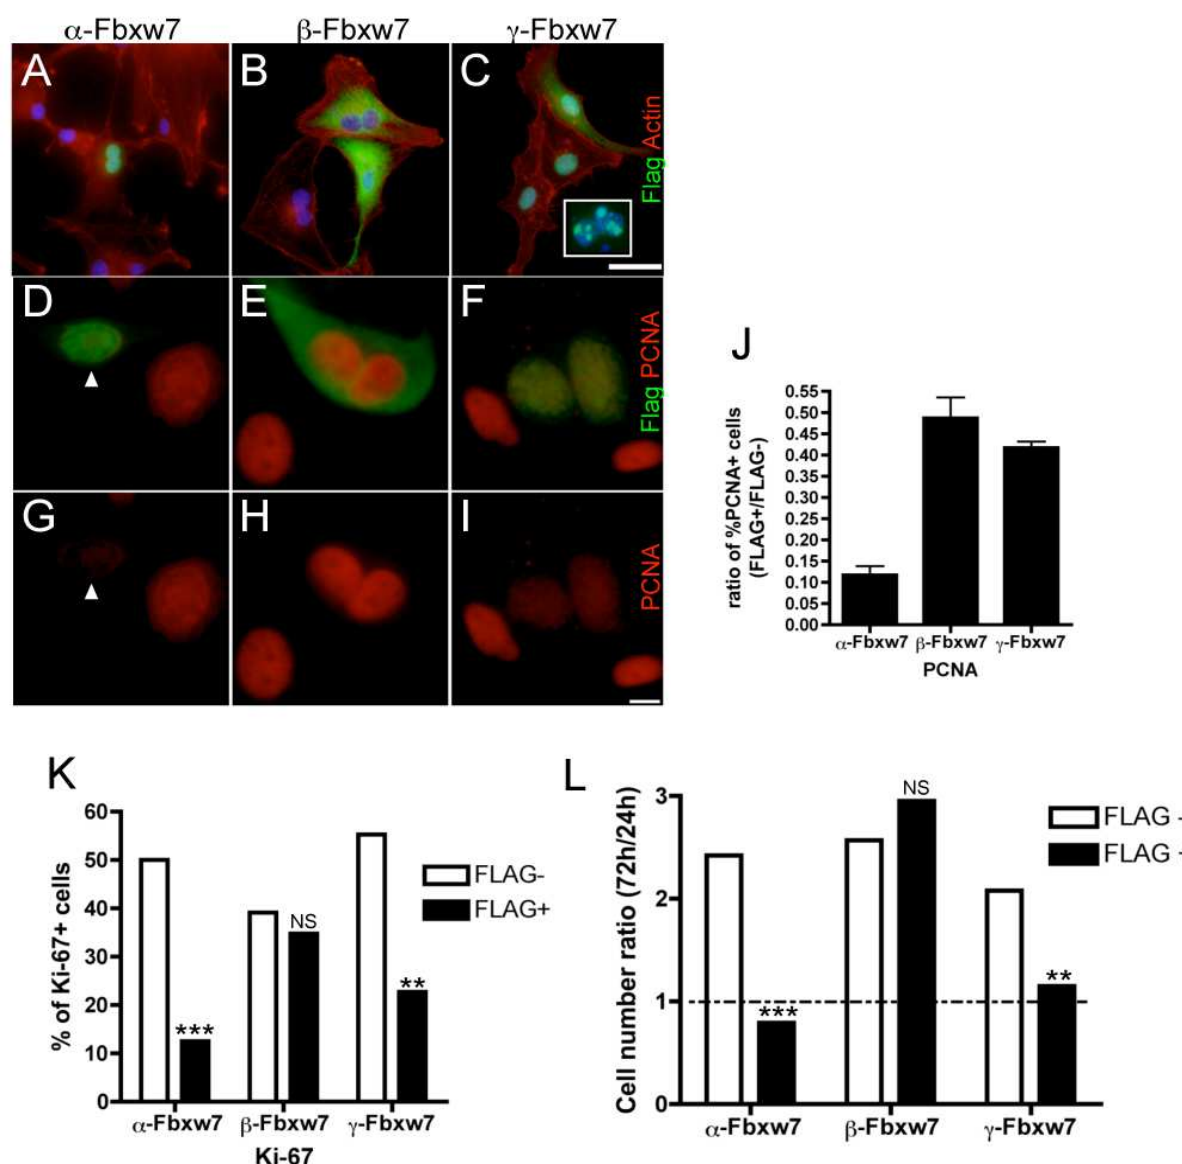 α-Fbxw7 β-Fbxw7 γ-Fbxw7
A
B
C
Flag Actin
D
E
F
Flag PCNA
G
H
I
PCNA
J
ratio of %PCNA+ cells
(FLAG+/FLAG-)
0.55
0.50
0.45
0.40
0.35
0.30
0.25
0.20
0.15
0.10
0.05
0.00
α-Fbxw7 β-Fbxw7 γ-Fbxw7
PCNA
K
% of Ki-67+ cells
60
50
40
30
20
10
0
***
NS
**
FLAG-
FLAG+
α-Fbxw7 β-Fbxw7 γ-Fbxw7
Ki-67
L
Cell number ratio (72h/24h)
3
2
1
0
***
NS
**
FLAG -
FLAG
α-Fbxw7 β-Fbxw7 γ-Fbxw7